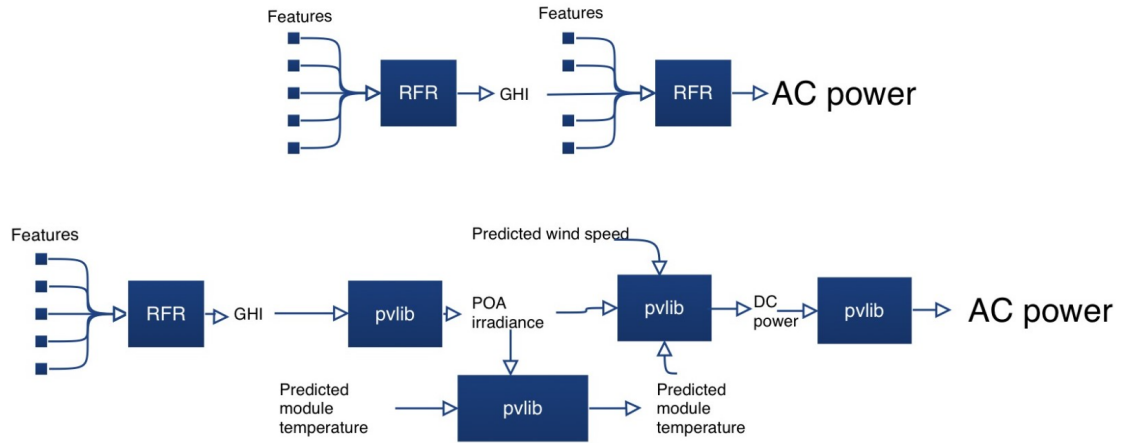 Features
Features
RFR
GHI
RFR
AC power
Features
Predicted wind speed
RFR
GHI
pvlib
POA
irradiance
pvlib
DC
power
pvlib
AC power
Predicted
module
temperature
pvlib
Predicted
module
temperature